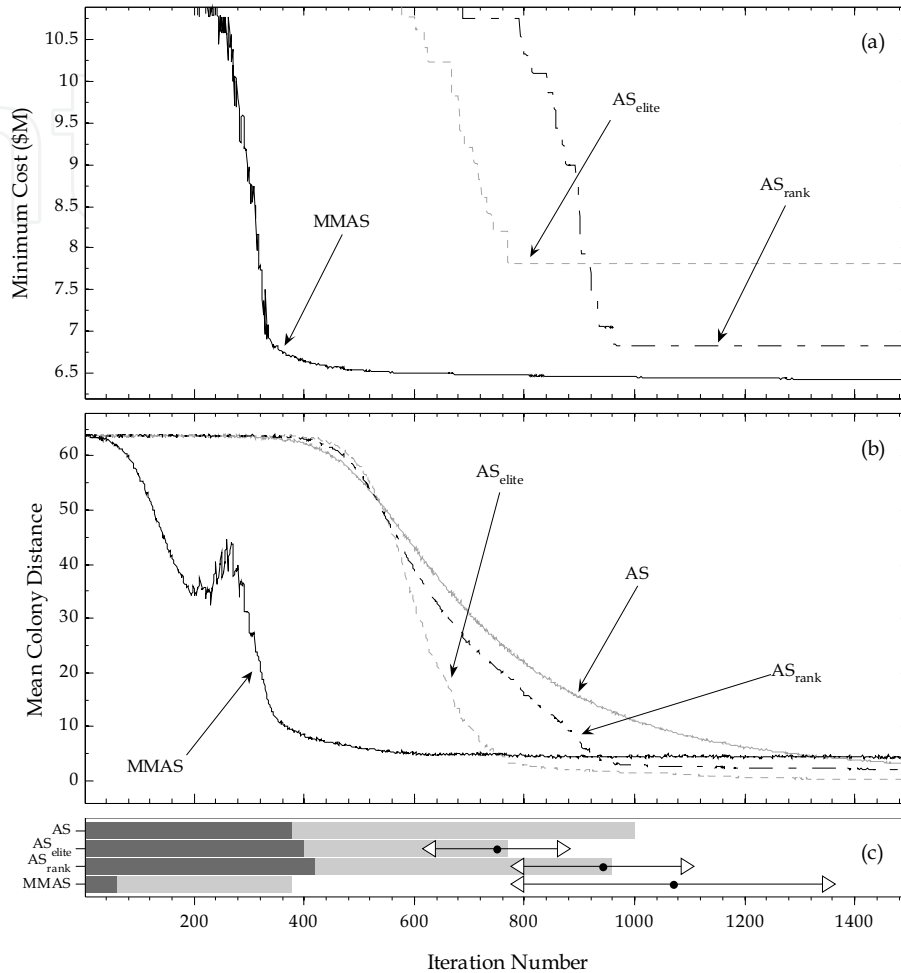 10.5
10
9.5
9
8.5
8
7.5
7
6.5
Minimum Cost ($M)
(a)
AS_elite
AS_rank
MMAS
60
50
40
30
20
10
0
Mean Colony Distance
(b)
AS_elite
AS
AS_rank
MMAS
AS
AS_elite
AS_rank
MMAS
(c)
200 400 600 800 1000 1200 1400
Iteration Number